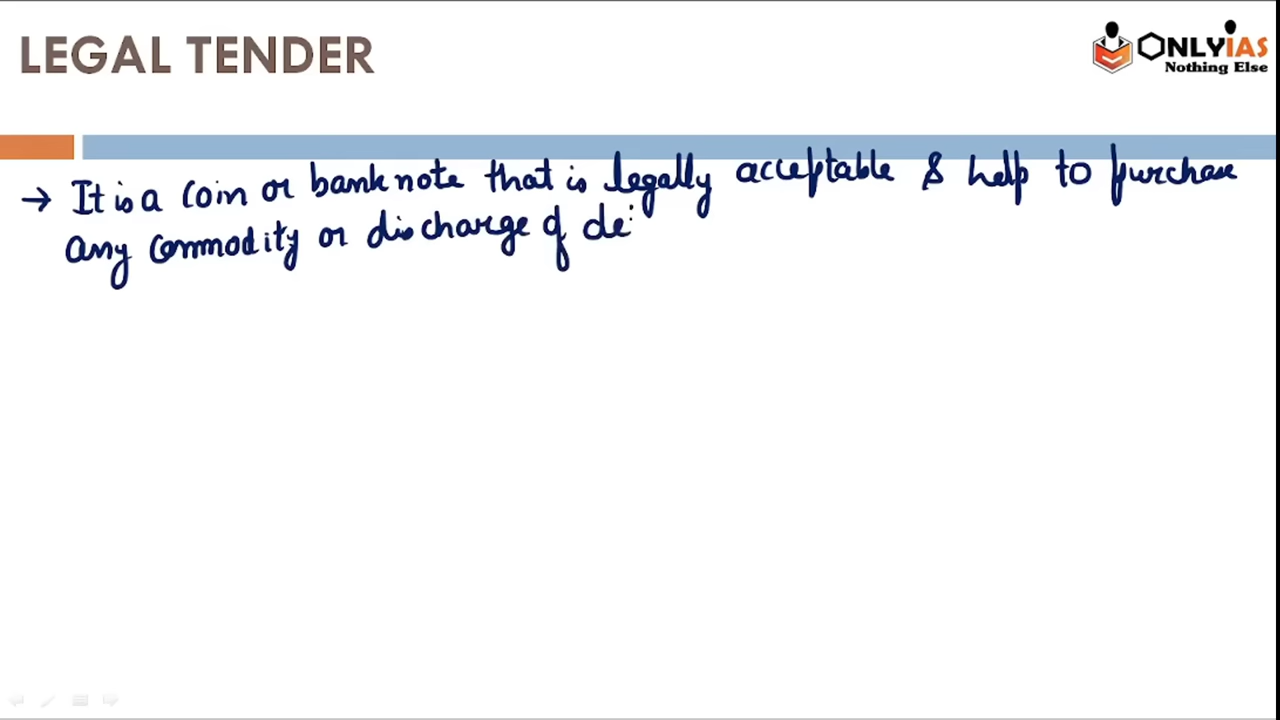 LEGAL TENDER
ONLYIAS
Nothing Else
→ It is a coin or bank note that is legally acceptable & help to purchase
any commodity or discharge of de